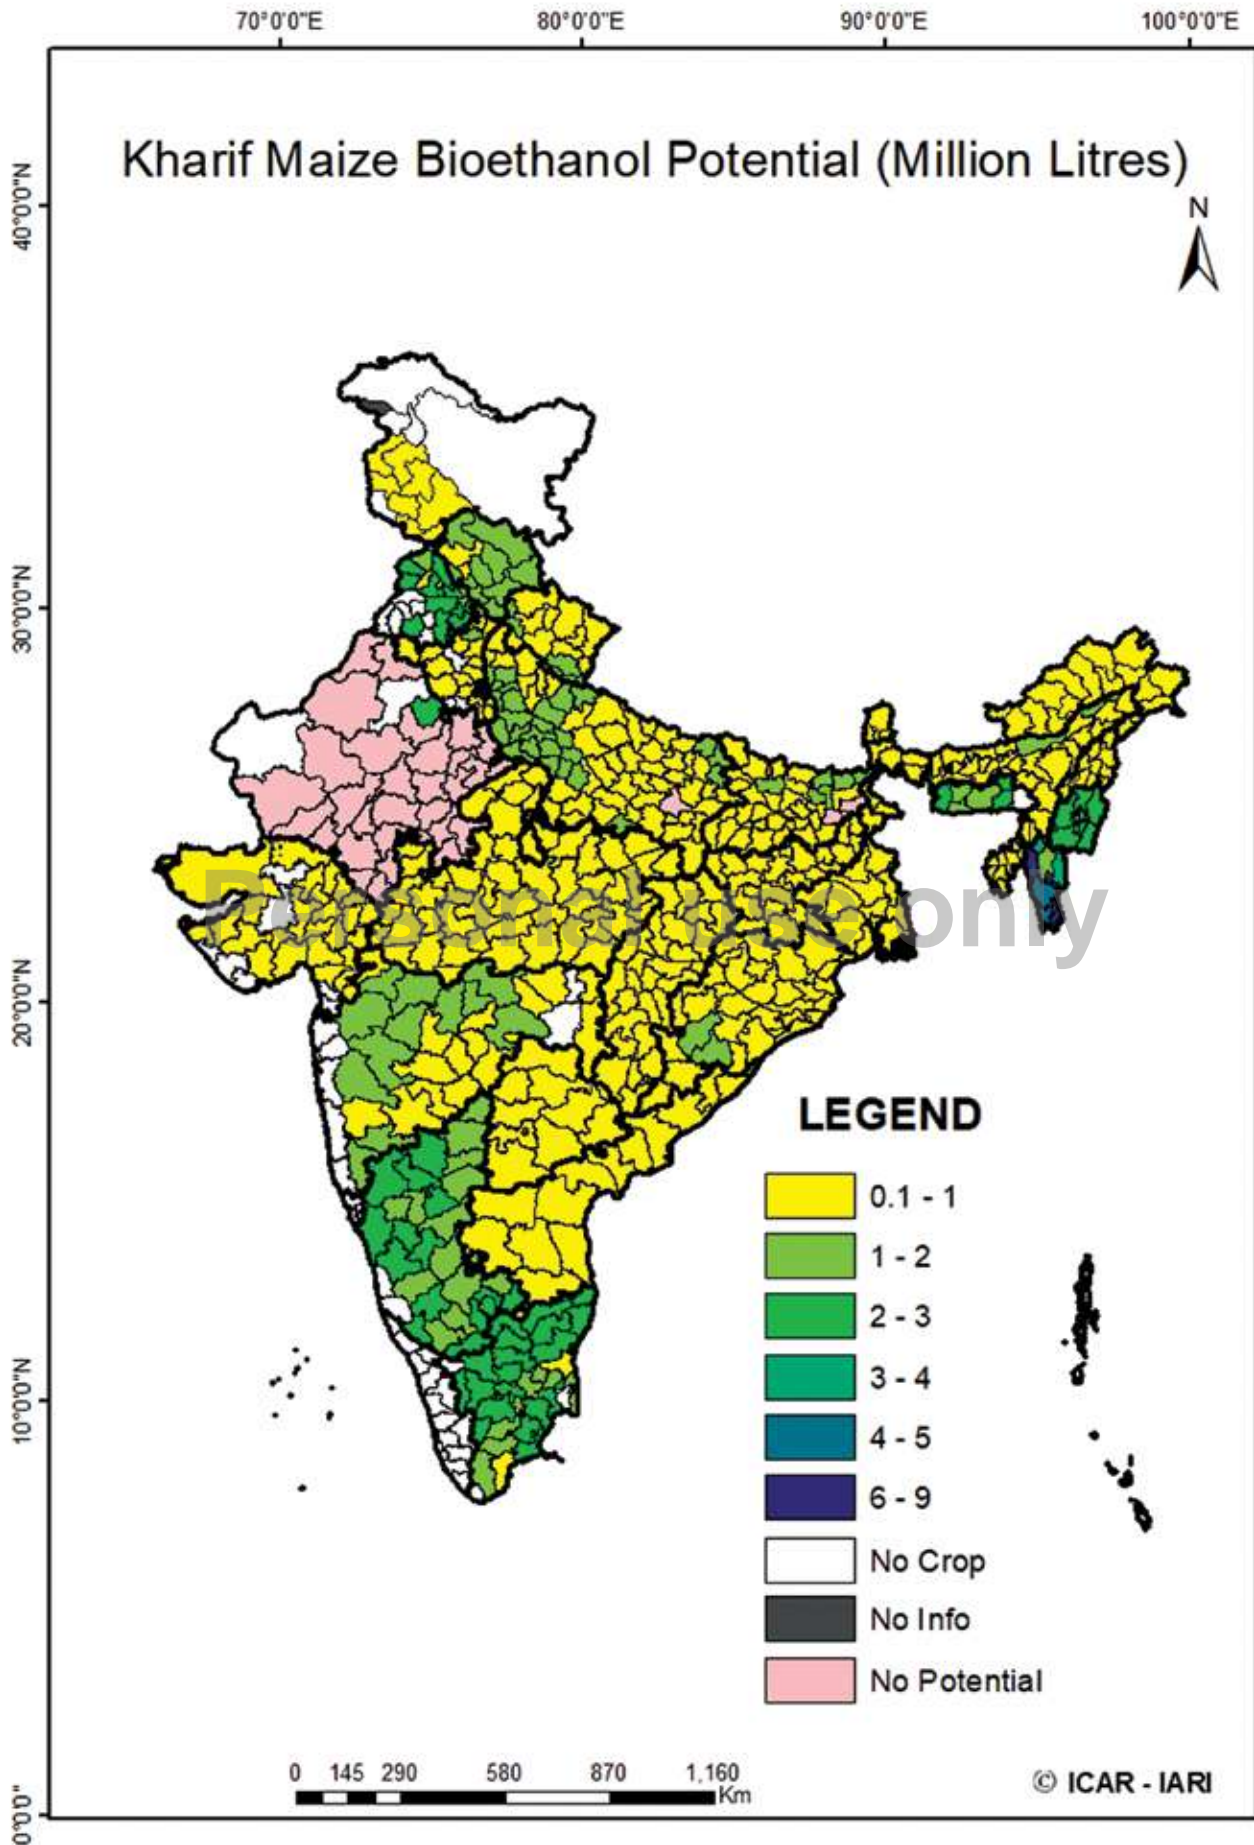 70°0'0"E 80°0'0"E 90°0'0"E 100°0'0"E
Kharif Maize Bioethanol Potential (Million Litres)
N
40°0'0"N
30°0'0"N
20°0'0"N
10°0'0"N
0°0'0"
Personal use only
LEGEND
0.1 - 1
1 - 2
2 - 3
3 - 4
4 - 5
6 - 9
No Crop
No Info
No Potential
0 145 290 580 870 1,160
Km
© ICAR - IARI